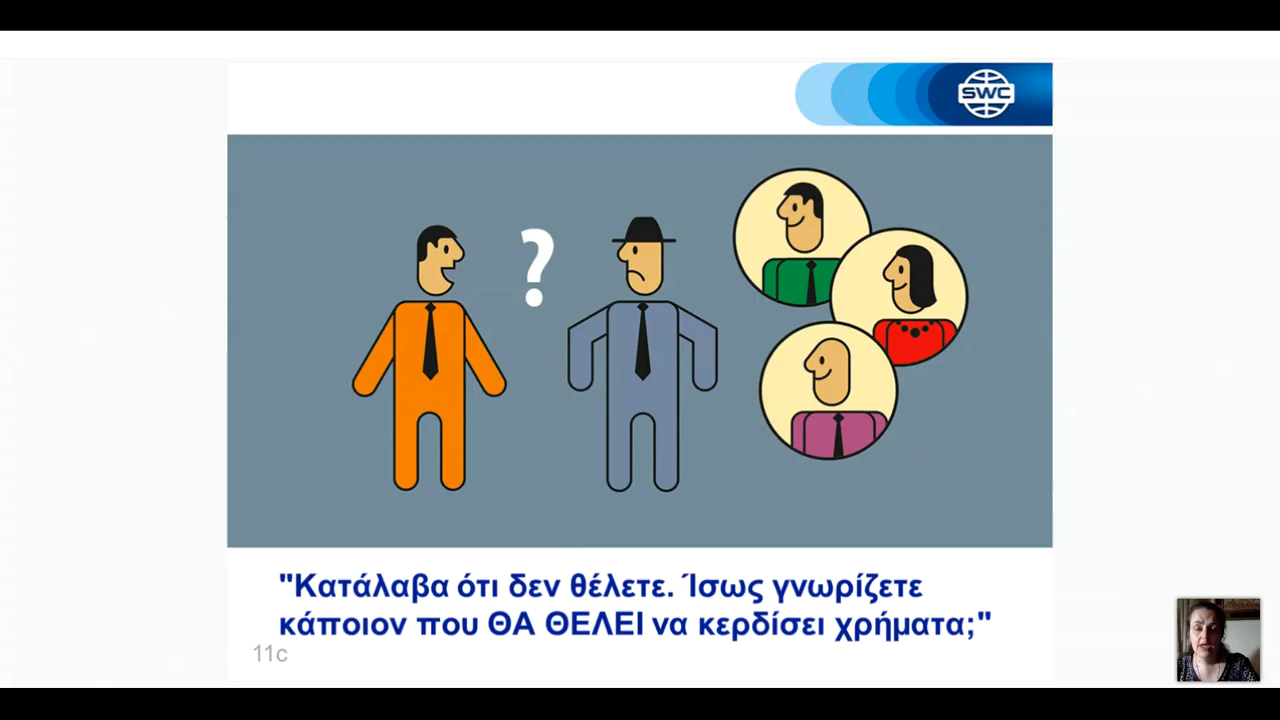 SWC
?
"Κατάλαβα ότι δεν θέλετε. Ίσως γνωρίζετε
κάποιον που ΘΑ ΘΕΛΕΙ να κερδίσει χρήματα;"
11c